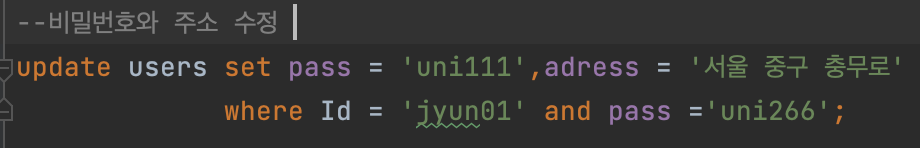 --비밀번호와 주소 수정
update users set pass = 'uni111',adress = '서울 중구 충무로'
where Id = 'jyun01' and pass ='uni266';